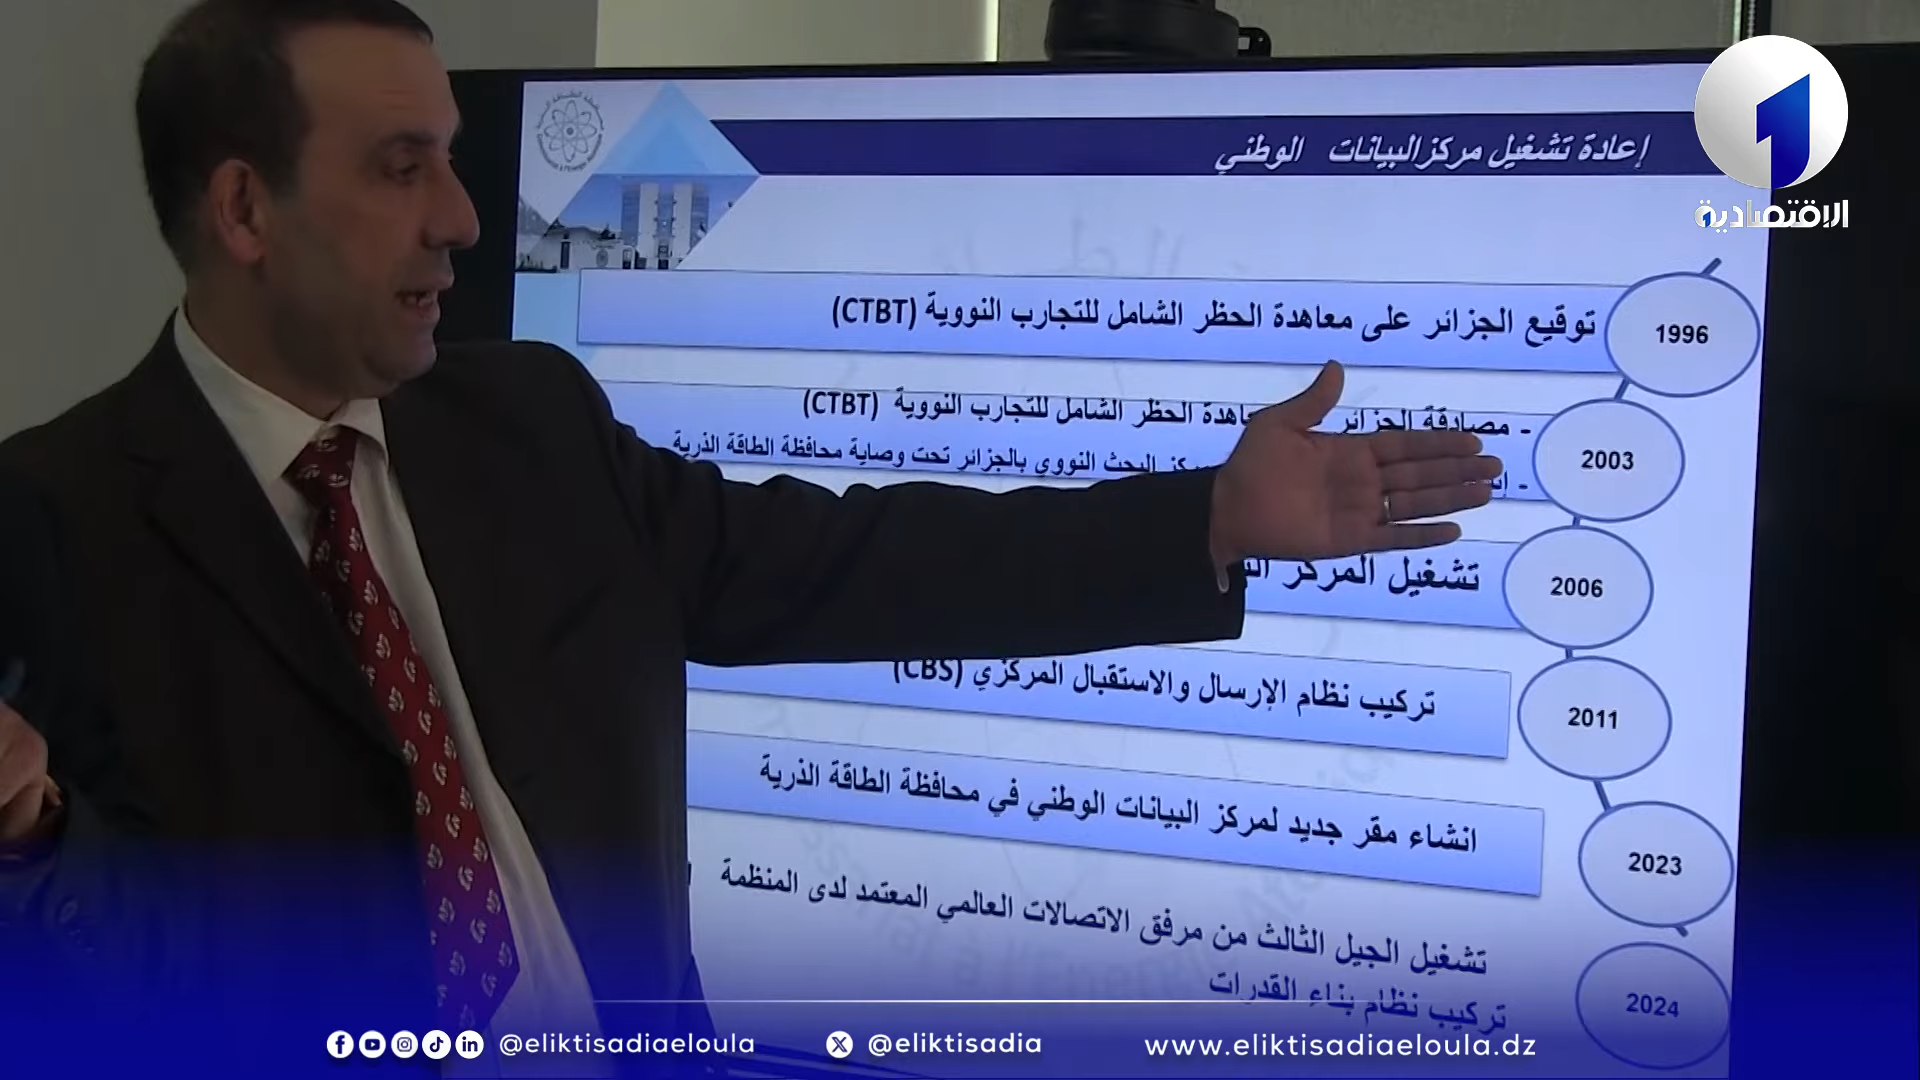 الاقتصادية
إعادة تشغيل مركز البيانات الوطني
1996
توقيع الجزائر على معاهدة الحظر الشامل للتجارب النووية (CTBT)
2003
- مصادقة الجزائر
الحظر الشامل للتجارب النووية (CTBT)
-
البحث النووي بالجزائر تحت وصاية محافظة الطاقة الذرية
2006
تشغيل المركز
2011
تركيب نظام الإرسال والاستقبال المركزي (CBS)
2023
انشاء مقر جديد لمركز البيانات الوطني في محافظة الطاقة الذرية
2024
تشغيل الجيل الثالث من مرفق الاتصالات العالمي المعتمد لدى المنظمة
تركيب نظام بناء القدرات
@eliktisadiaeloula
@eliktisadia
www.eliktisadiaeloula.dz